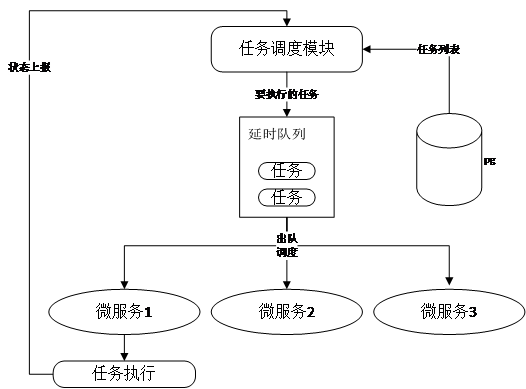 任务调度模块
状态上报
任务列表
要执行的任务
延时队列
任务
任务
pg
出队
调度
微服务1
微服务2
微服务3
任务执行